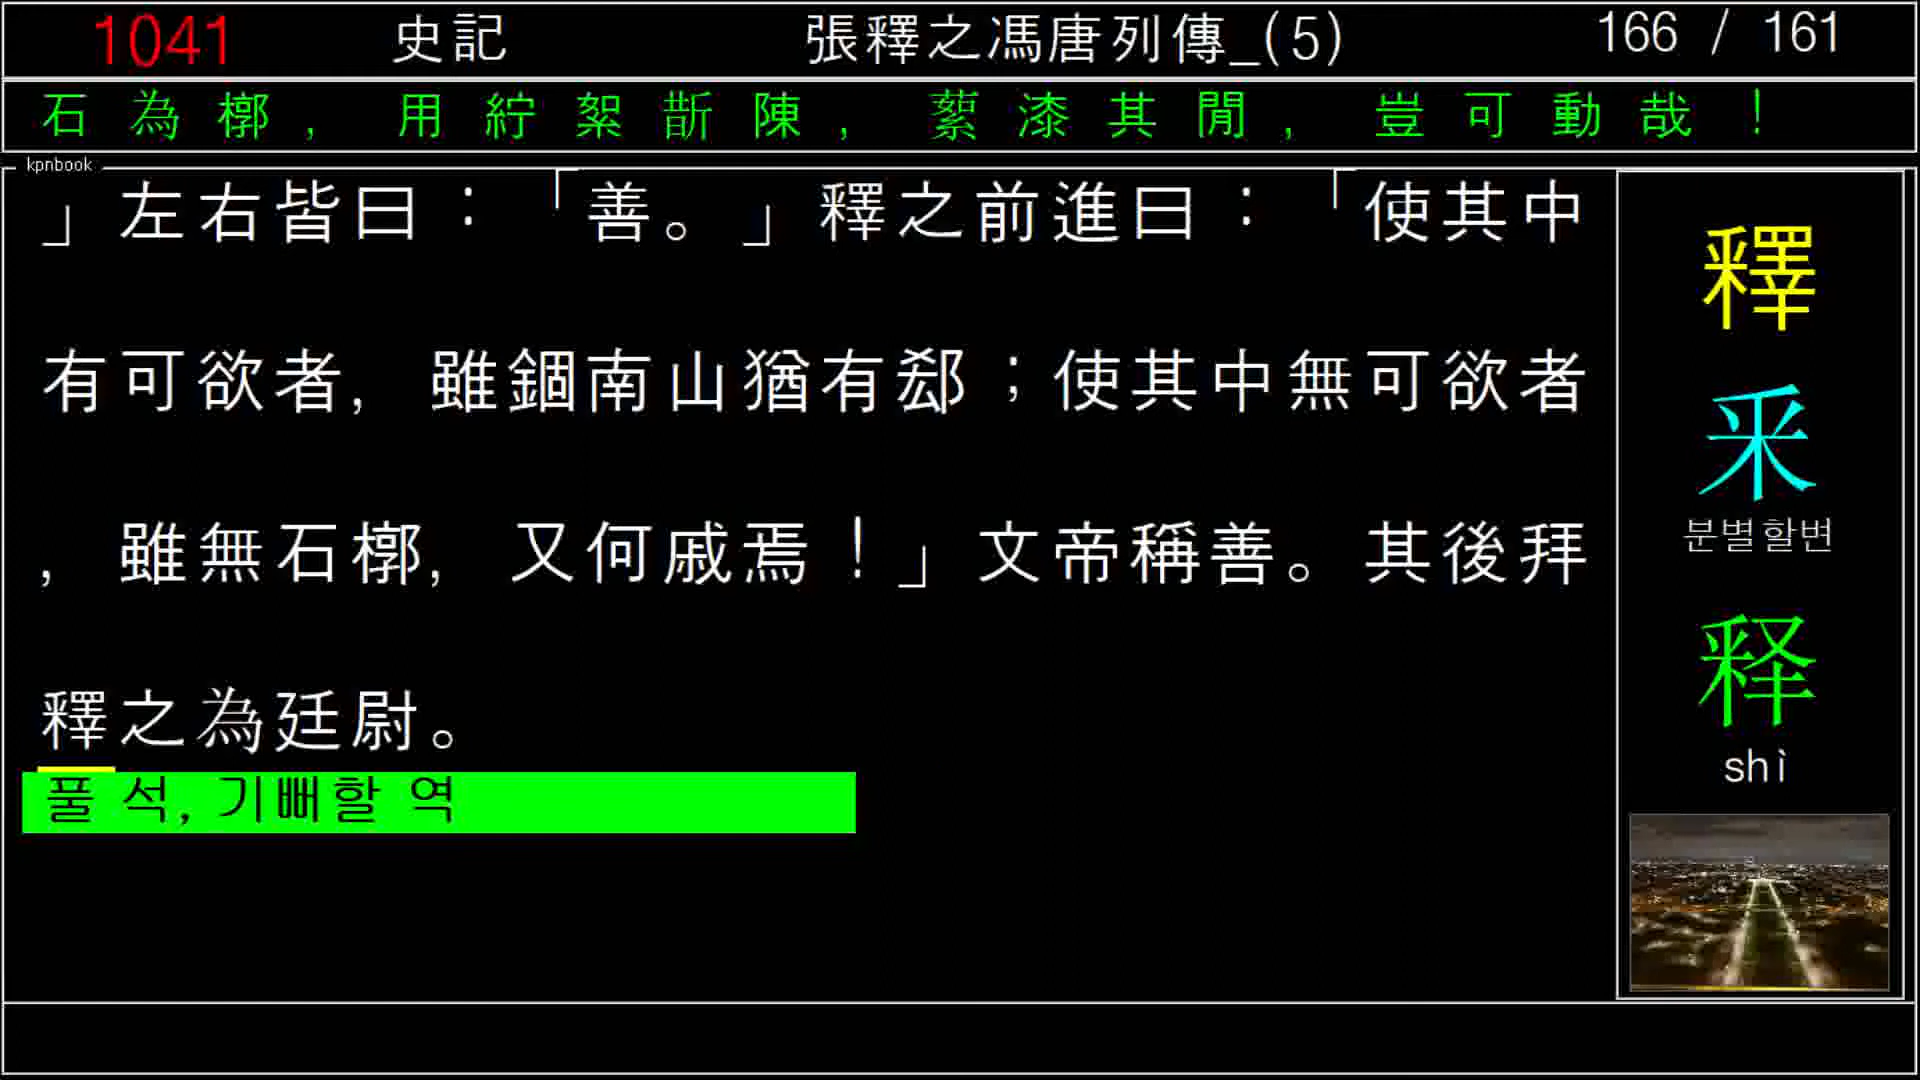 1041 史記 張釋之馮唐列傳_(5) 166 / 161
石為槨, 用紵絮斮陳, 蕠漆其閒, 豈可動哉!
kpnbook
」左右皆曰:「善。」釋之前進曰:「使其中
有可欲者, 雖錮南山猶有郄;使其中無可欲者
, 雖無石槨, 又何戚焉!」文帝稱善。其後拜
釋之為廷尉。
풀 석, 기뻐할 역
釋
釆
분별할변
释
shì